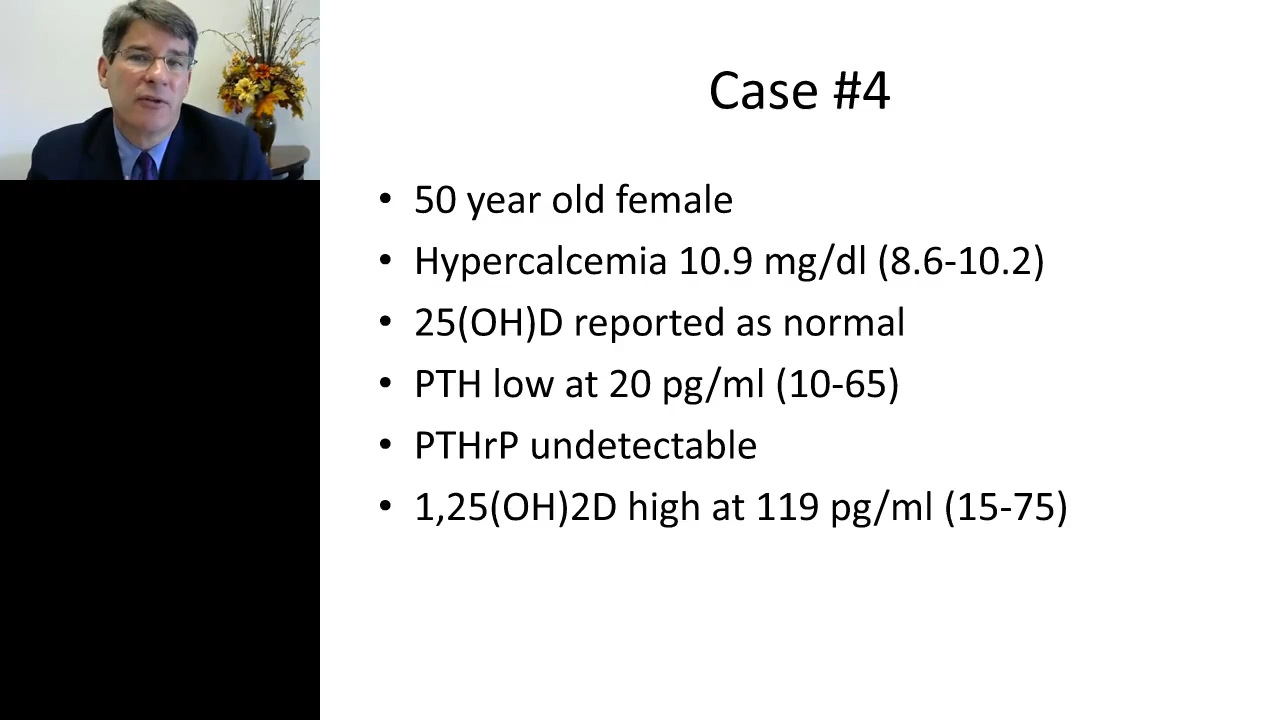 Case #4
• 50 year old female
• Hypercalcemia 10.9 mg/dl (8.6-10.2)
• 25(OH)D reported as normal
• PTH low at 20 pg/ml (10-65)
• PTHrP undetectable
• 1,25(OH)2D high at 119 pg/ml (15-75)